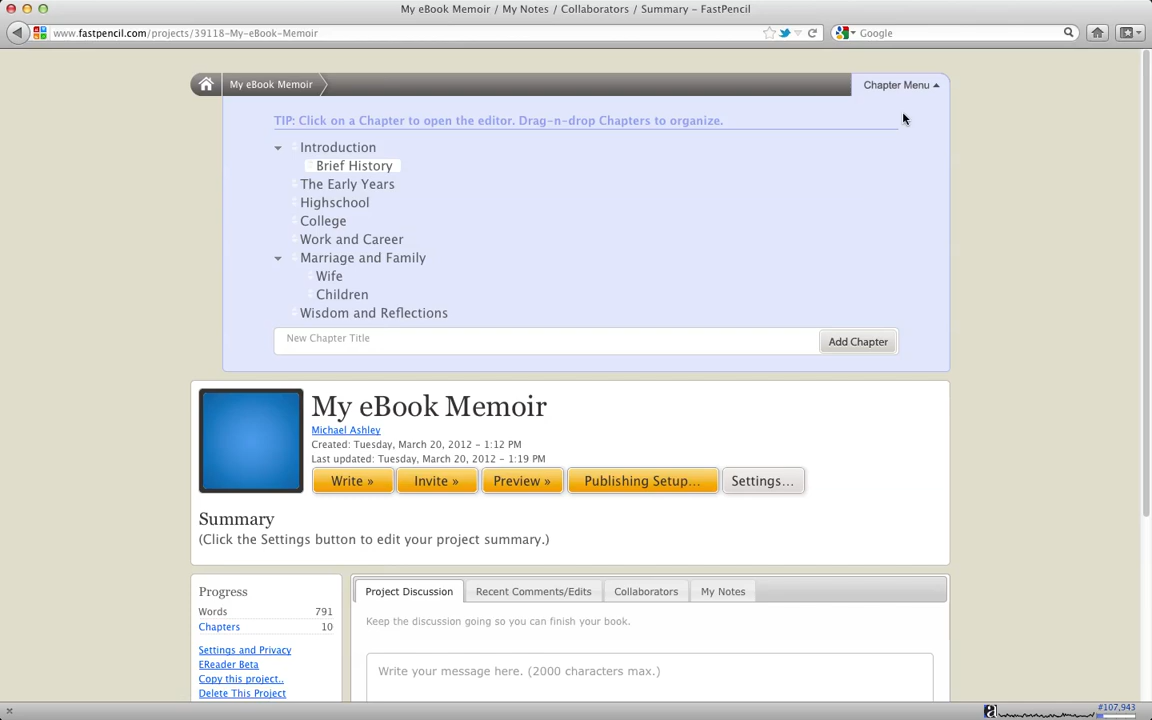 My eBook Memoir / My Notes / Collaborators / Summary – FastPencil
www.fastpencil.com/projects/39118-My-eBook-Memoir
Google
My eBook Memoir
Chapter Menu
TIP: Click on a Chapter to open the editor. Drag-n-drop Chapters to organize.
Introduction
Brief History
The Early Years
Highschool
College
Work and Career
Marriage and Family
Wife
Children
Wisdom and Reflections
New Chapter Title
Add Chapter
My eBook Memoir
Michael Ashley
Created: Tuesday, March 20, 2012 – 1:12 PM
Last updated: Tuesday, March 20, 2012 – 1:19 PM
Write » Invite » Preview » Publishing Setup... Settings...
Summary
(Click the Settings button to edit your project summary.)
Progress
Words 791
Chapters 10
Settings and Privacy
EReader Beta
Copy this project..
Delete This Project
Project Discussion Recent Comments/Edits Collaborators My Notes
Keep the discussion going so you can finish your book.
Write your message here. (2000 characters max.)
#107,943